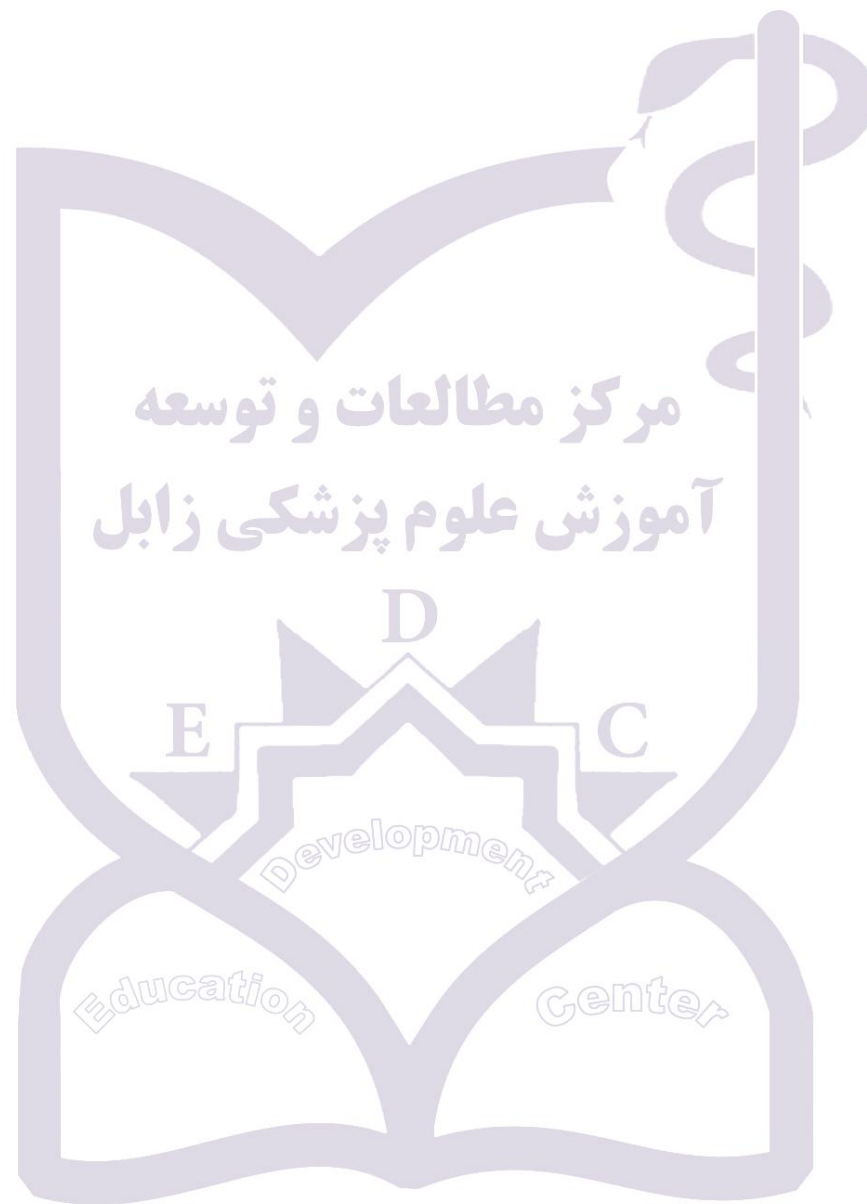 مرکز مطالعات و توسعه
آموزش علوم پزشکی زابل
D
E C
Development
Education Center